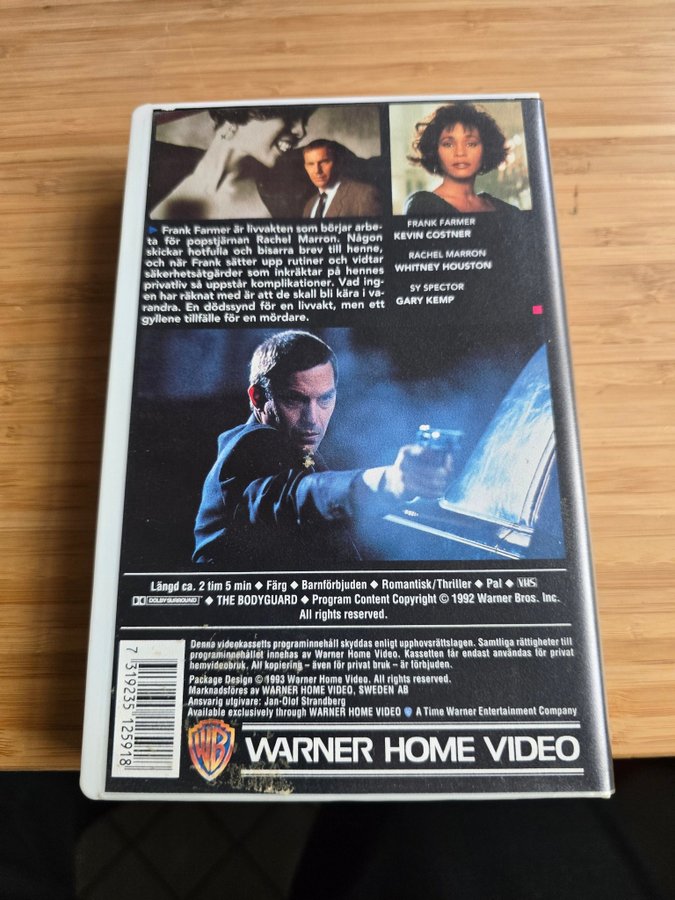 ► Frank Farmer är livvakten som börjar arbe-
ta för popstjärnan Rachel Marron. Någon
skickar hotfulla och bisarra brev till henne,
och när Frank sätter upp rutiner och vidtar
säkerhetsåtgärder som inkräktar på hennes
privatliv så uppstår komplikationer. Vad ing-
en har räknat med är att de skall bli kära i va-
randra. En dödssynd för en livvakt, men ett
gyllene tillfälle för en mördare.
FRANK FARMER
KEVIN COSTNER
RACHEL MARRON
WHITNEY HOUSTON
SY SPECTOR
GARY KEMP
Längd ca. 2 tim 5 min ◆ Färg ◆ Barnförbjuden ◆ Romantisk/Thriller ◆ Pal ◆ VHS
DOLBY SURROUND ◆ THE BODYGUARD ◆ Program Content Copyright © 1992 Warner Bros. Inc.
All rights reserved.
Denna videokassetts programinnehåll skyddas enligt upphovsrättslagen. Samtliga rättigheter till
programinnehållet innehas av Warner Home Video. Kassetten får endast användas för privat
hemvideobruk. All kopiering – även för privat bruk – är förbjuden.
Package Design © 1993 Warner Home Video. All rights reserved.
Marknadsföres av WARNER HOME VIDEO, SWEDEN AB
Ansvarig utgivare: Jan-Olof Strandberg
Available exclusively through WARNER HOME VIDEO A Time Warner Entertainment Company
7 319235 125918
WB WARNER HOME VIDEO